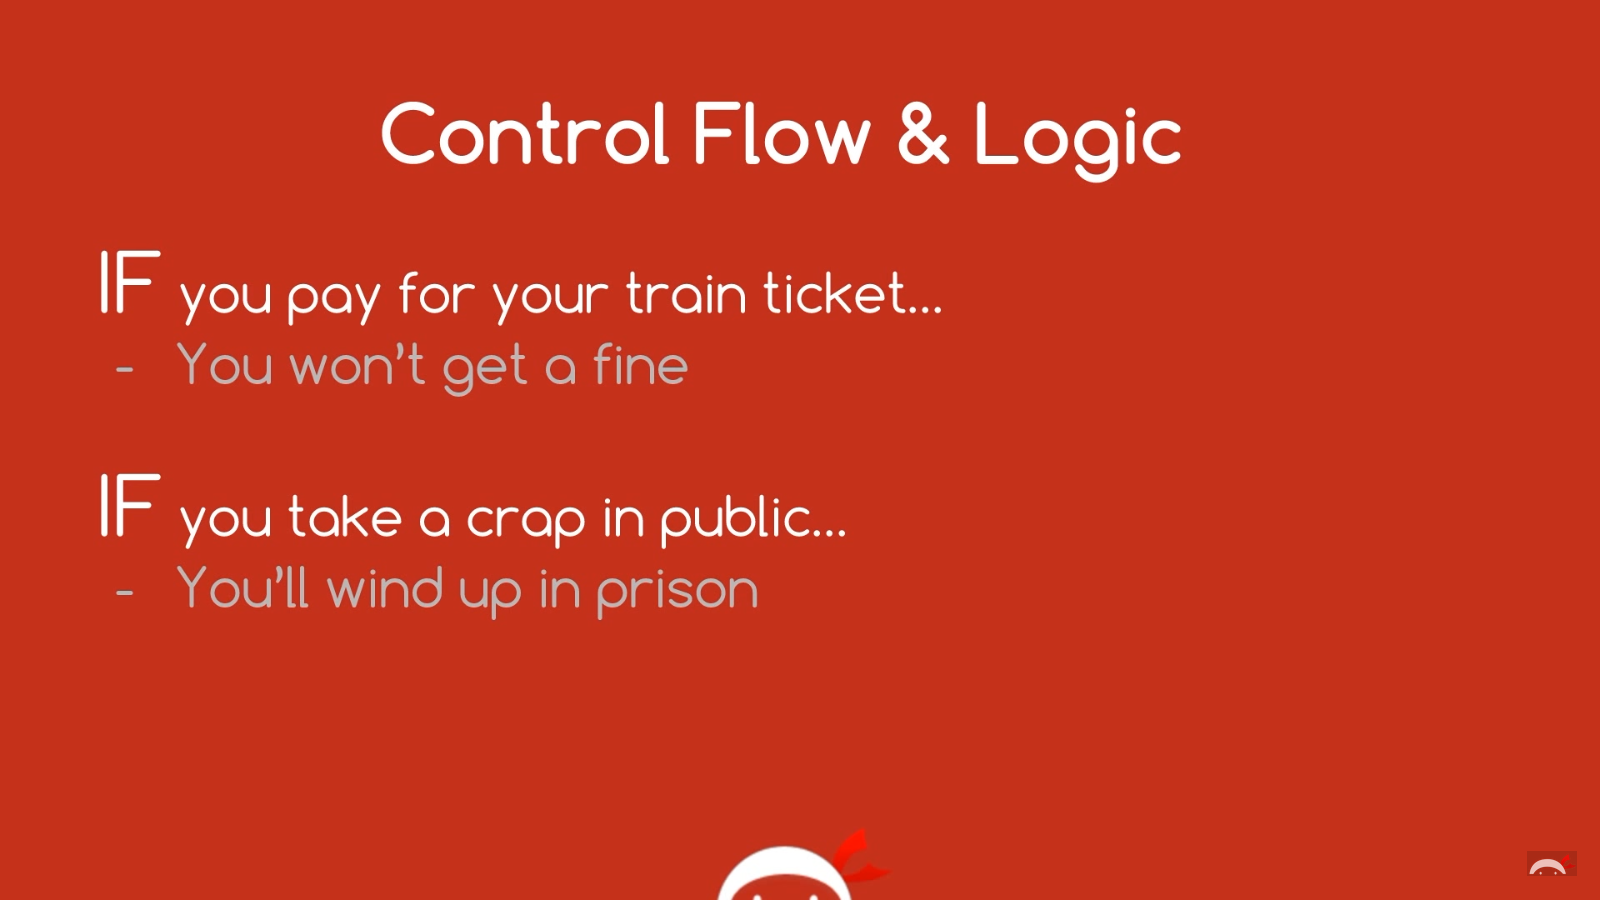 Control Flow & Logic
IF you pay for your train ticket...
- You won’t get a fine
IF you take a crap in public...
- You’ll wind up in prison